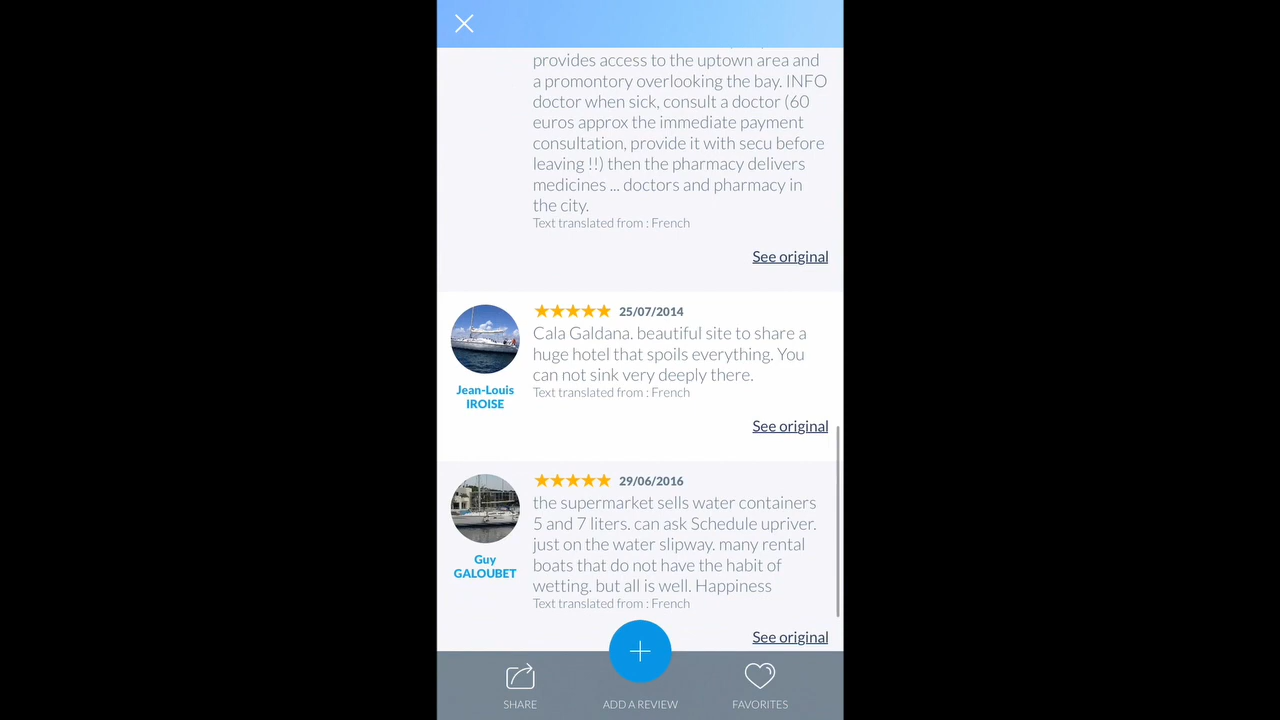 provides access to the uptown area and
a promontory overlooking the bay. INFO
doctor when sick, consult a doctor (60
euros approx the immediate payment
consultation, provide it with secu before
leaving !!) then the pharmacy delivers
medicines ... doctors and pharmacy in
the city.
Text translated from : French
See original
25/07/2014
Cala Galdana. beautiful site to share a
huge hotel that spoils everything. You
can not sink very deeply there.
Text translated from : French
Jean-Louis
IROISE
See original
29/06/2016
the supermarket sells water containers
5 and 7 liters. can ask Schedule upriver.
just on the water slipway. many rental
boats that do not have the habit of
wetting. but all is well. Happiness
Text translated from : French
Guy
GALOUBET
See original
SHARE
ADD A REVIEW
FAVORITES